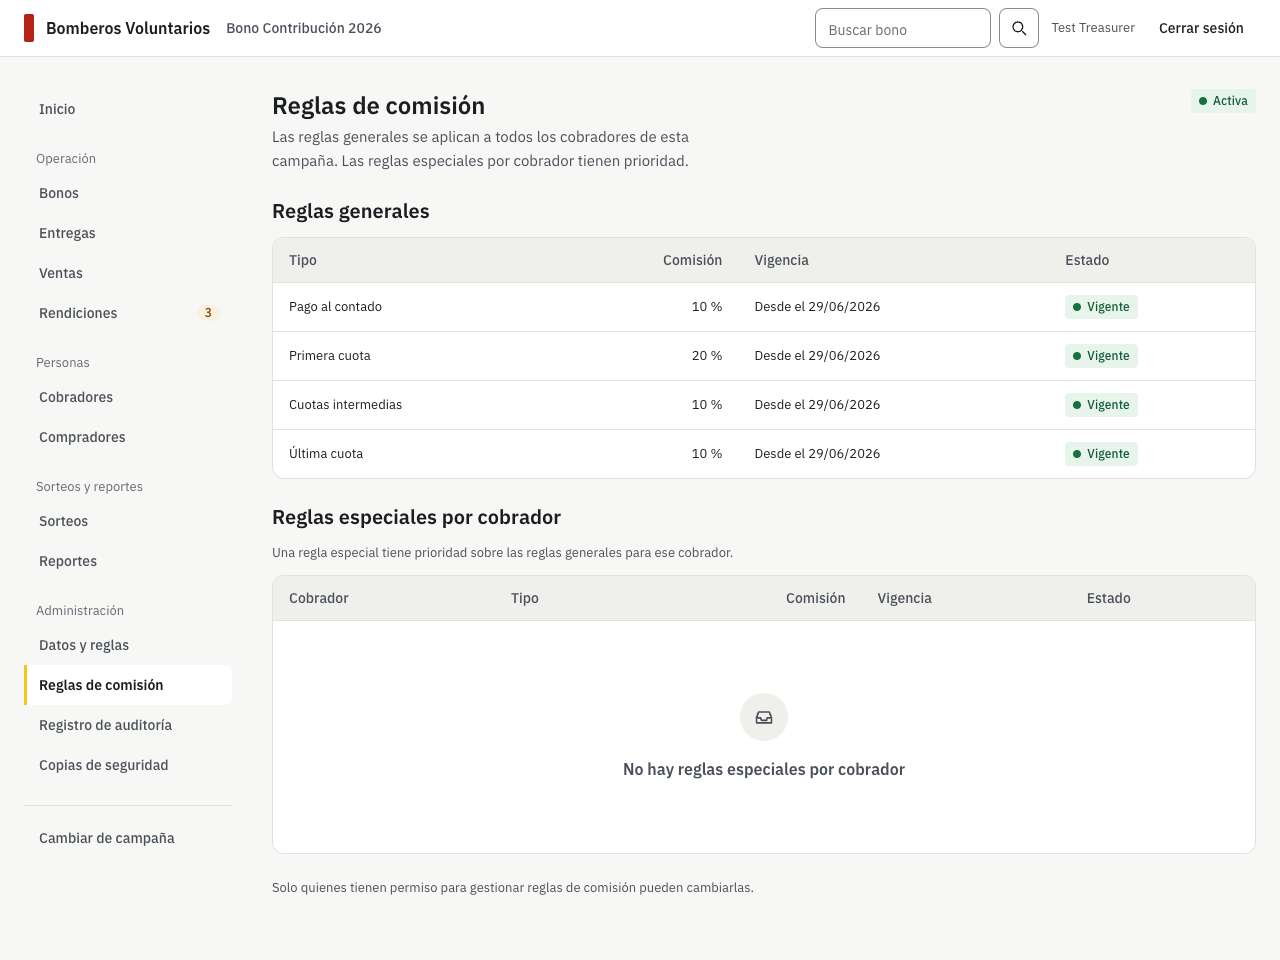 Bomberos Voluntarios
Bono Contribución 2026
Buscar bono
Test Treasurer
Cerrar sesión
Inicio
Operación
Bonos
Entregas
Ventas
Rendiciones 3
Personas
Cobradores
Compradores
Sorteos y reportes
Sorteos
Reportes
Administración
Datos y reglas
Reglas de comisión
Registro de auditoría
Copias de seguridad
Cambiar de campaña
Reglas de comisión
Activa
Las reglas generales se aplican a todos los cobradores de esta
campaña. Las reglas especiales por cobrador tienen prioridad.
Reglas generales
Tipo Comisión Vigencia Estado
Pago al contado 10 % Desde el 29/06/2026 Vigente
Primera cuota 20 % Desde el 29/06/2026 Vigente
Cuotas intermedias 10 % Desde el 29/06/2026 Vigente
Última cuota 10 % Desde el 29/06/2026 Vigente
Reglas especiales por cobrador
Una regla especial tiene prioridad sobre las reglas generales para ese cobrador.
Cobrador Tipo Comisión Vigencia Estado
No hay reglas especiales por cobrador
Solo quienes tienen permiso para gestionar reglas de comisión pueden cambiarlas.